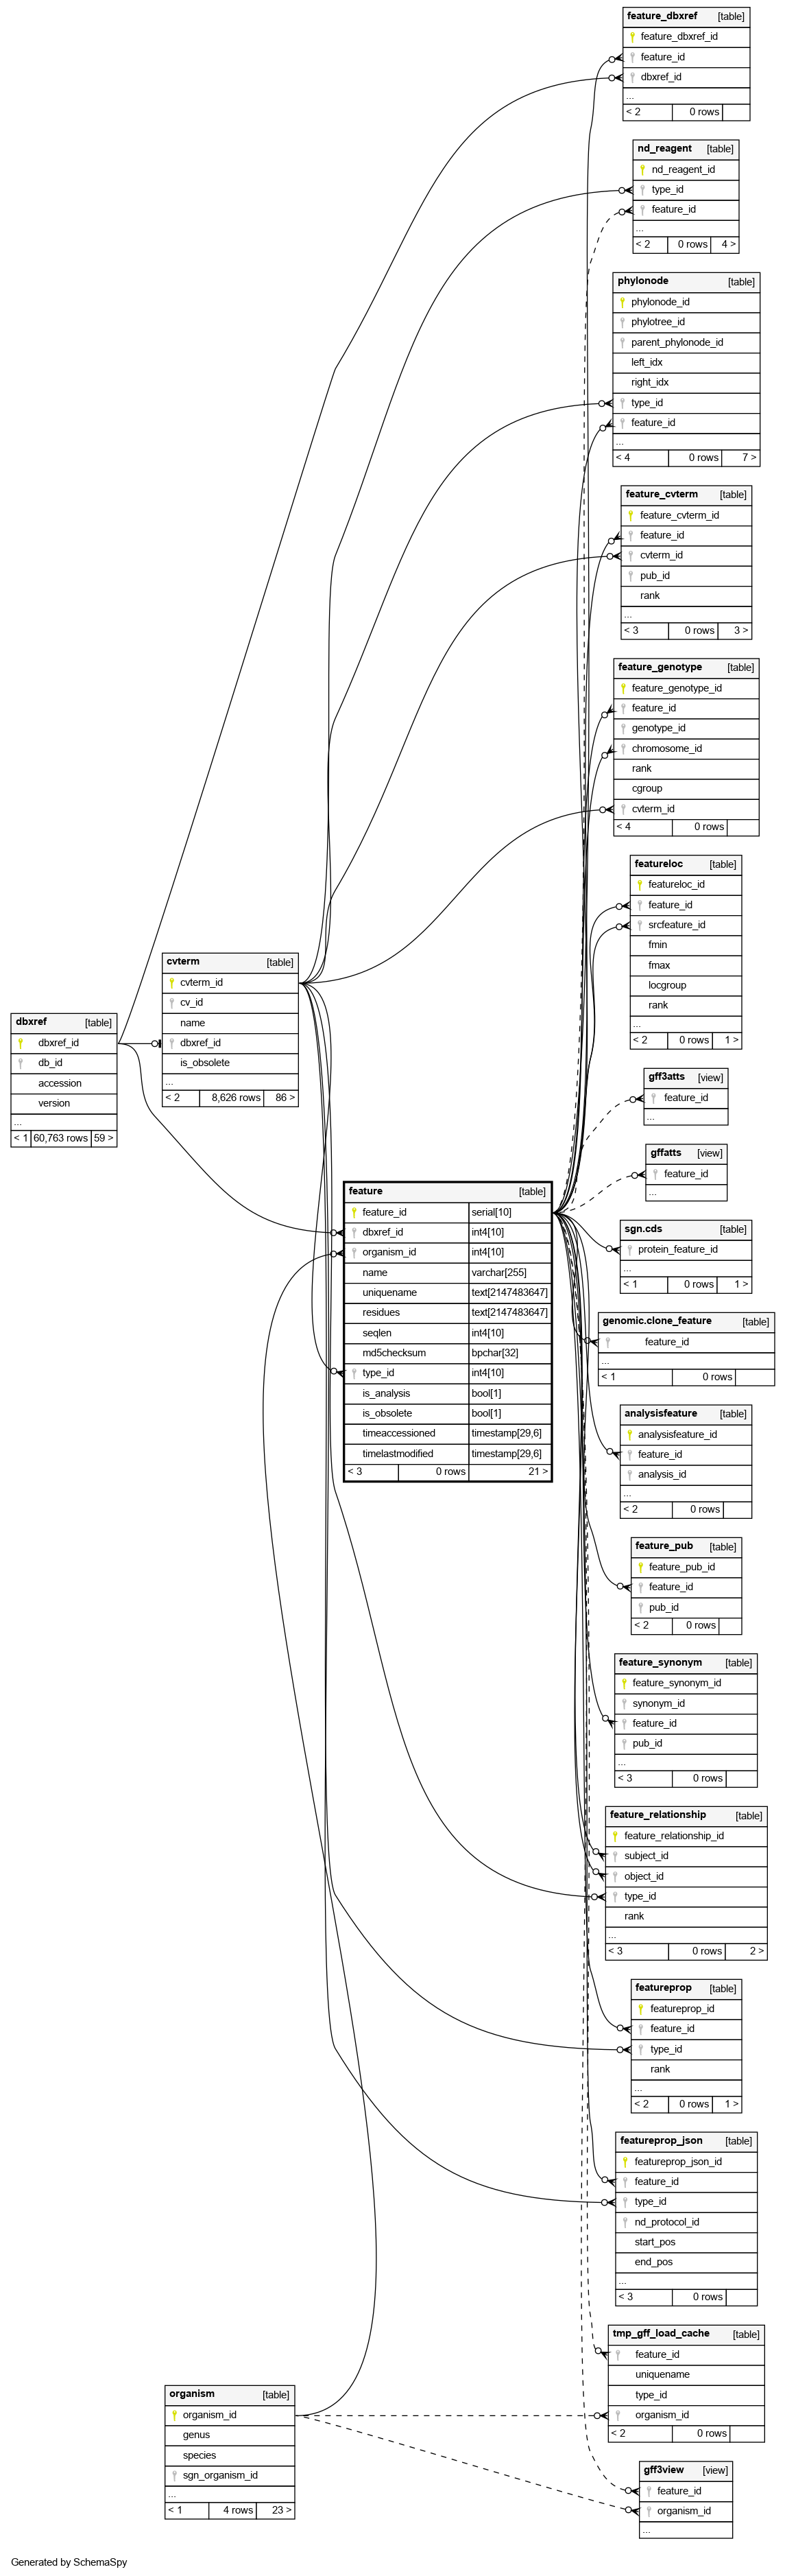 feature_dbxref [table]
feature_dbxref_id
feature_id
dbxref_id
...
< 2 0 rows
nd_reagent [table]
nd_reagent_id
type_id
feature_id
...
< 2 0 rows 4 >
phylonode [table]
phylonode_id
phylotree_id
parent_phylonode_id
left_idx
right_idx
type_id
feature_id
...
< 4 0 rows 7 >
feature_cvterm [table]
feature_cvterm_id
feature_id
cvterm_id
pub_id
rank
...
< 3 0 rows 3 >
feature_genotype [table]
feature_genotype_id
feature_id
genotype_id
chromosome_id
rank
cgroup
cvterm_id
< 4 0 rows
featureloc [table]
featureloc_id
feature_id
srcfeature_id
fmin
fmax
locgroup
rank
...
< 2 0 rows 1 >
cvterm [table]
cvterm_id
cv_id
name
dbxref_id
is_obsolete
...
< 2 8,626 rows 86 >
dbxref [table]
dbxref_id
db_id
accession
version
...
< 1 60,763 rows 59 >
gff3atts [view]
feature_id
...
gffatts [view]
feature_id
...
feature [table]
feature_id serial[10]
dbxref_id int4[10]
organism_id int4[10]
name varchar[255]
uniquename text[2147483647]
residues text[2147483647]
seqlen int4[10]
md5checksum bpchar[32]
type_id int4[10]
is_analysis bool[1]
is_obsolete bool[1]
timeaccessioned timestamp[29,6]
timelastmodified timestamp[29,6]
< 3 0 rows 21 >
sgn.cds [table]
protein_feature_id
...
< 1 0 rows 1 >
genomic.clone_feature [table]
feature_id
...
< 1 0 rows
analysisfeature [table]
analysisfeature_id
feature_id
analysis_id
...
< 2 0 rows
feature_pub [table]
feature_pub_id
feature_id
pub_id
< 2 0 rows
feature_synonym [table]
feature_synonym_id
synonym_id
feature_id
pub_id
...
< 3 0 rows
feature_relationship [table]
feature_relationship_id
subject_id
object_id
type_id
rank
...
< 3 0 rows 2 >
featureprop [table]
featureprop_id
feature_id
type_id
rank
...
< 2 0 rows 1 >
featureprop_json [table]
featureprop_json_id
feature_id
type_id
nd_protocol_id
start_pos
end_pos
...
< 3 0 rows
tmp_gff_load_cache [table]
feature_id
uniquename
type_id
organism_id
< 2 0 rows
organism [table]
organism_id
genus
species
sgn_organism_id
...
< 1 4 rows 23 >
gff3view [view]
feature_id
organism_id
...
Generated by SchemaSpy